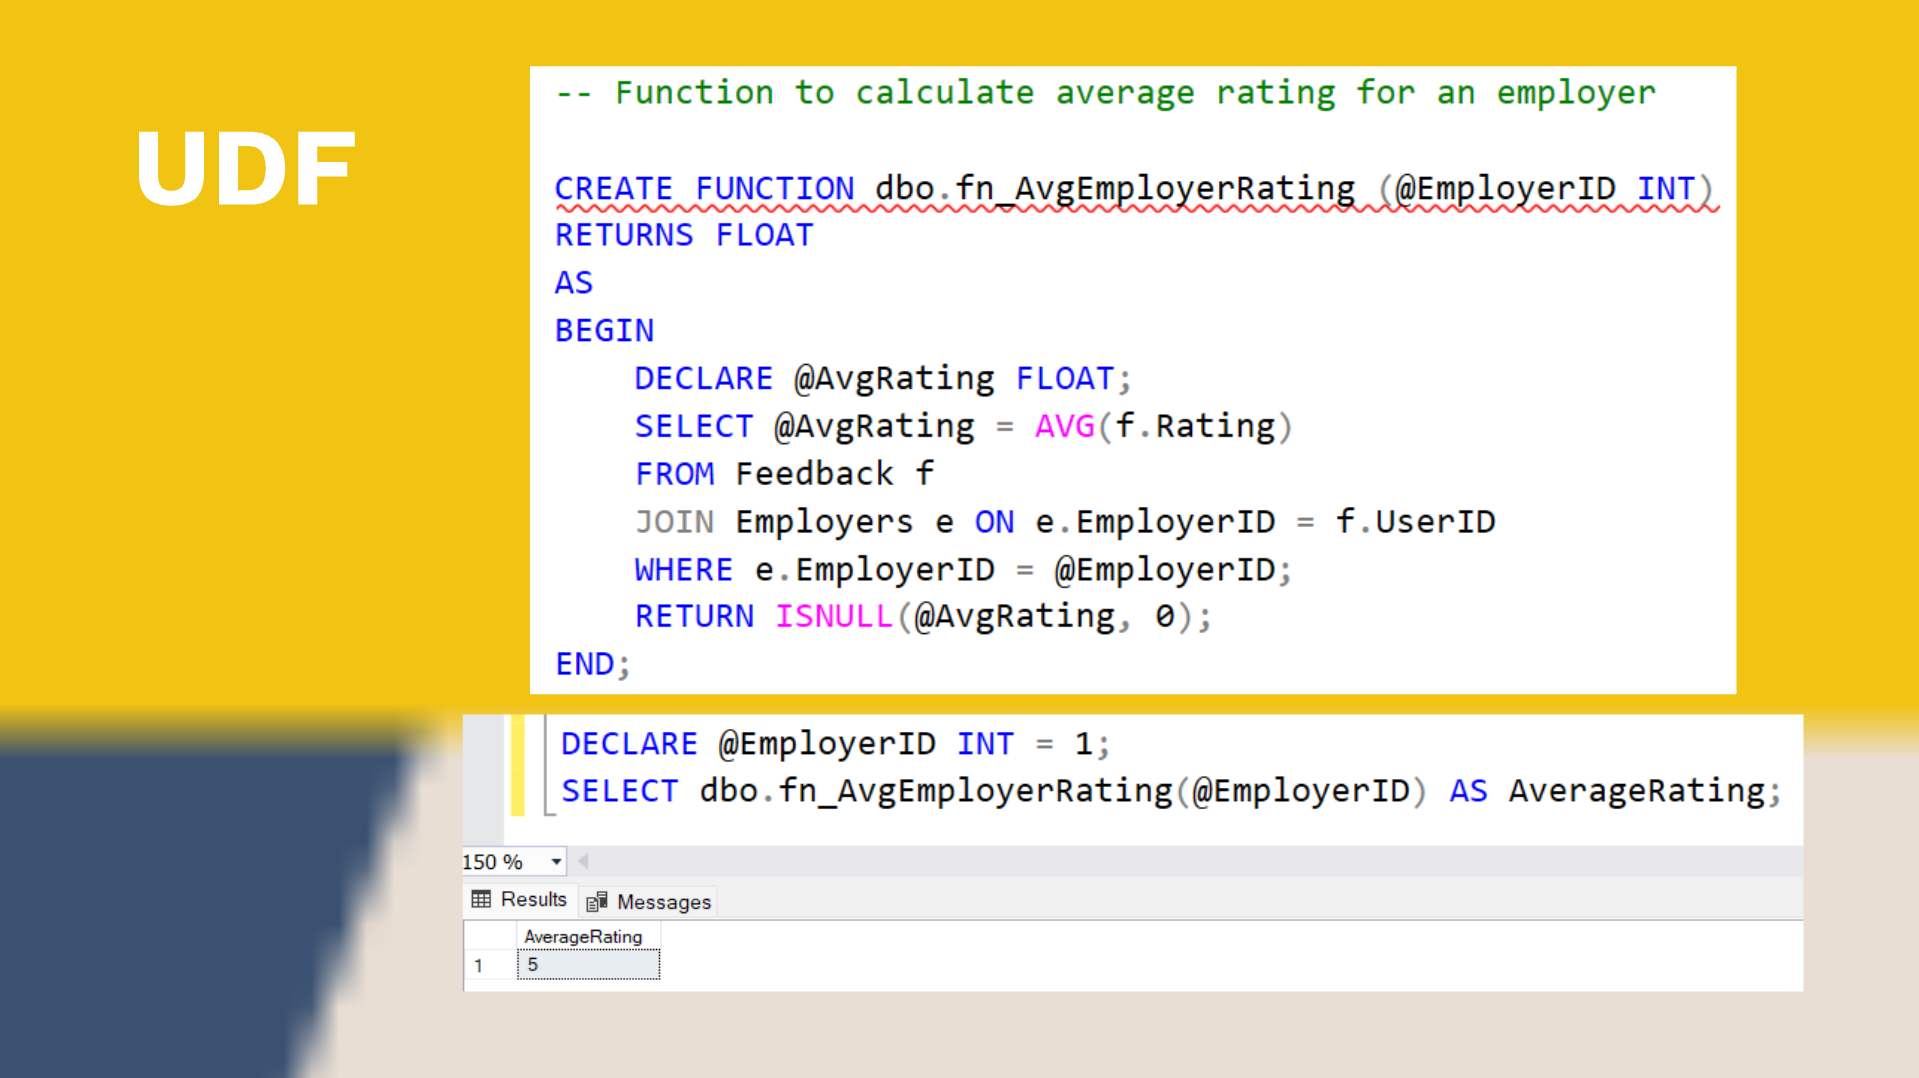 UDF
-- Function to calculate average rating for an employer
CREATE FUNCTION dbo.fn_AvgEmployerRating (@EmployerID INT)
RETURNS FLOAT
AS
BEGIN
    DECLARE @AvgRating FLOAT;
    SELECT @AvgRating = AVG(f.Rating)
    FROM Feedback f
    JOIN Employers e ON e.EmployerID = f.UserID
    WHERE e.EmployerID = @EmployerID;
    RETURN ISNULL(@AvgRating, 0);
END;
DECLARE @EmployerID INT = 1;
SELECT dbo.fn_AvgEmployerRating(@EmployerID) AS AverageRating;
150 %
Results Messages
AverageRating
1 5